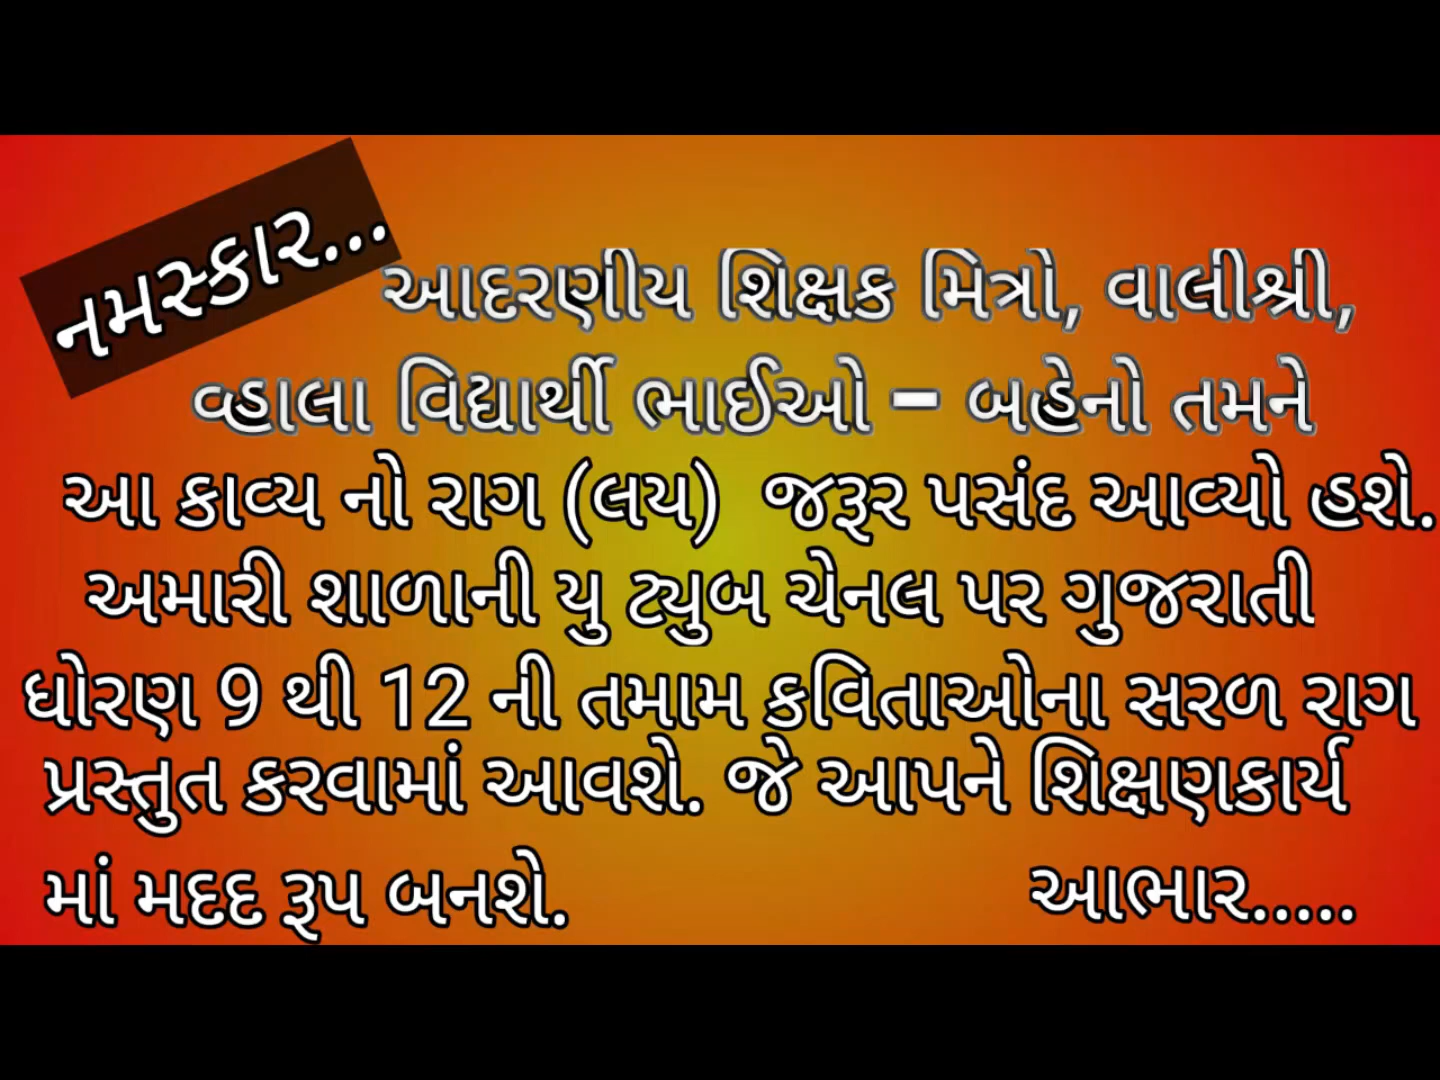 નમસ્કાર...
આદરણીય શિક્ષક મિત્રો, વાલીશ્રી,
વ્હાલા વિદ્યાર્થી ભાઈઓ – બહેનો તમને
આ કાવ્ય નો રાગ (લય) જરૂર પસંદ આવ્યો હશે.
અમારી શાળાની યુ ટ્યુબ ચેનલ પર ગુજરાતી
ધોરણ 9 થી 12 ની તમામ કવિતાઓના સરળ રાગ
પ્રસ્તુત કરવામાં આવશે. જે આપને શિક્ષણકાર્ય
માં મદદ રૂપ બનશે. આભાર.....